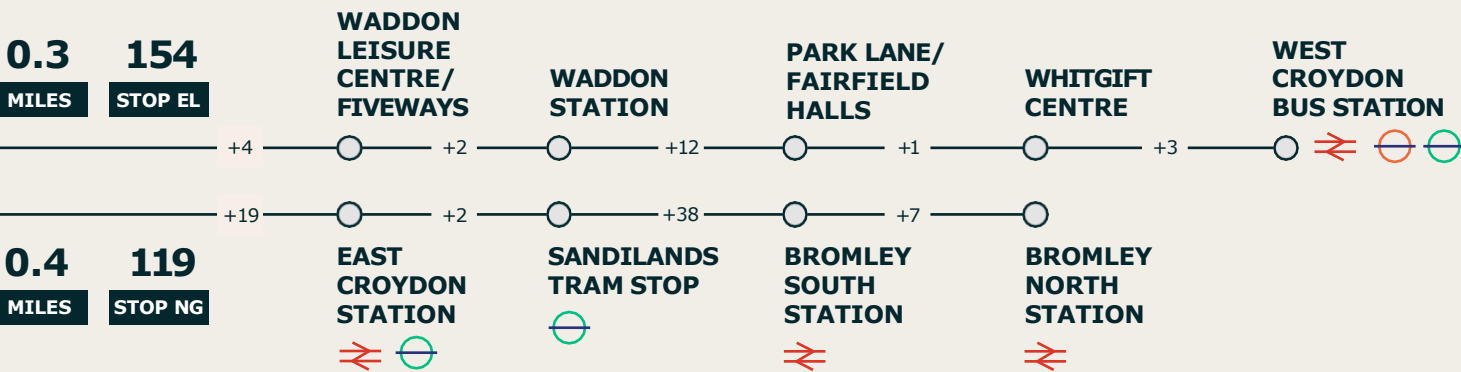 0.3
MILES
154
STOP EL
WADDON
LEISURE
CENTRE/
FIVEWAYS
WADDON
STATION
PARK LANE/
FAIRFIELD
HALLS
WHITGIFT
CENTRE
WEST
CROYDON
BUS STATION
+4
+2
+12
+1
+3
+19
+2
+38
+7
0.4
MILES
119
STOP NG
EAST
CROYDON
STATION
SANDILANDS
TRAM STOP
BROMLEY
SOUTH
STATION
BROMLEY
NORTH
STATION